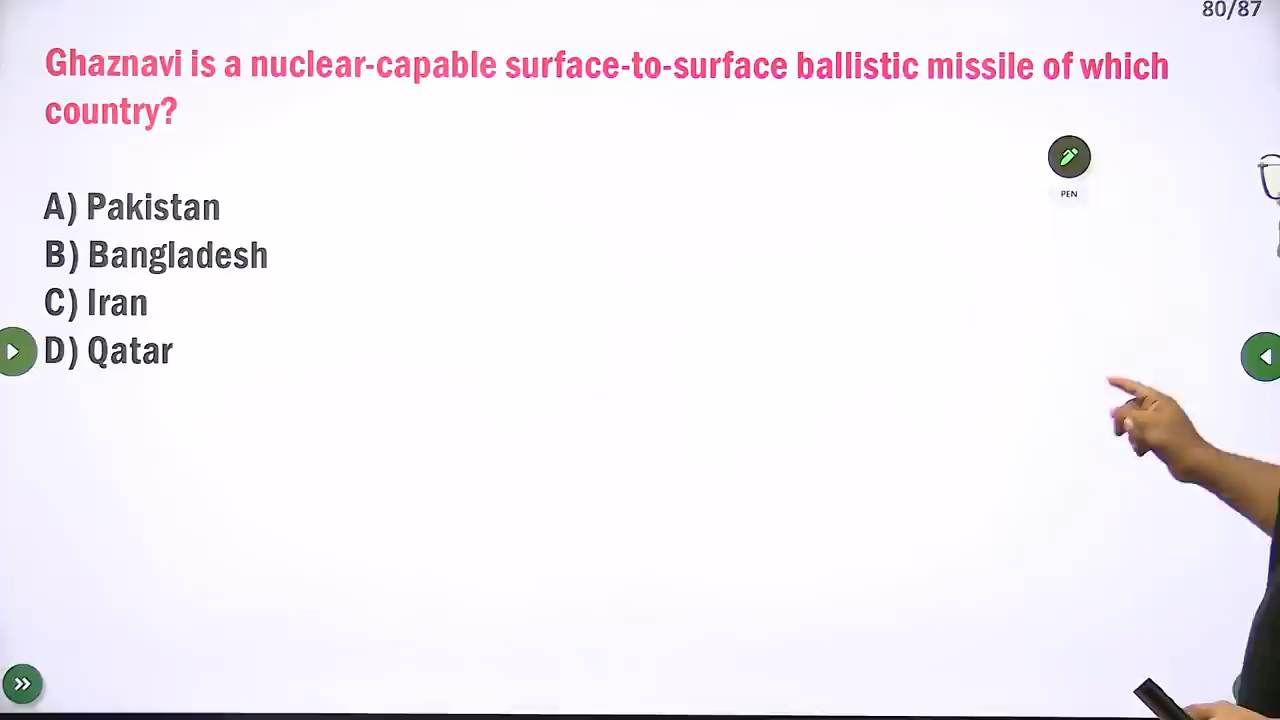 80/87
Ghaznavi is a nuclear-capable surface-to-surface ballistic missile of which
country?
PEN
A) Pakistan
B) Bangladesh
C) Iran
D) Qatar